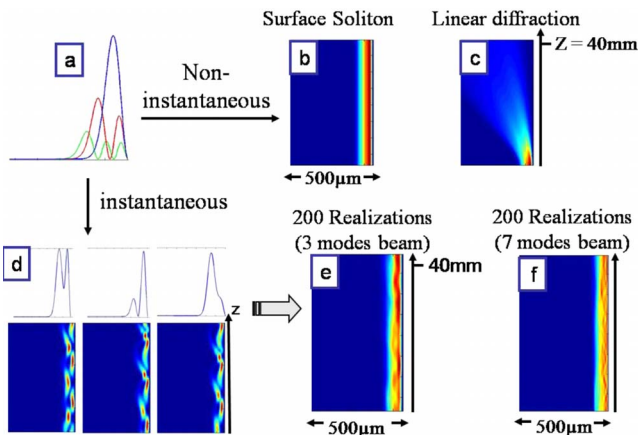 Surface Soliton
Linear diffraction
a
Non-
instantaneous
b
c
Z = 40mm
500µm
instantaneous
200 Realizations
(3 modes beam)
200 Realizations
(7 modes beam)
d
z
e
40mm
f
500µm
500µm